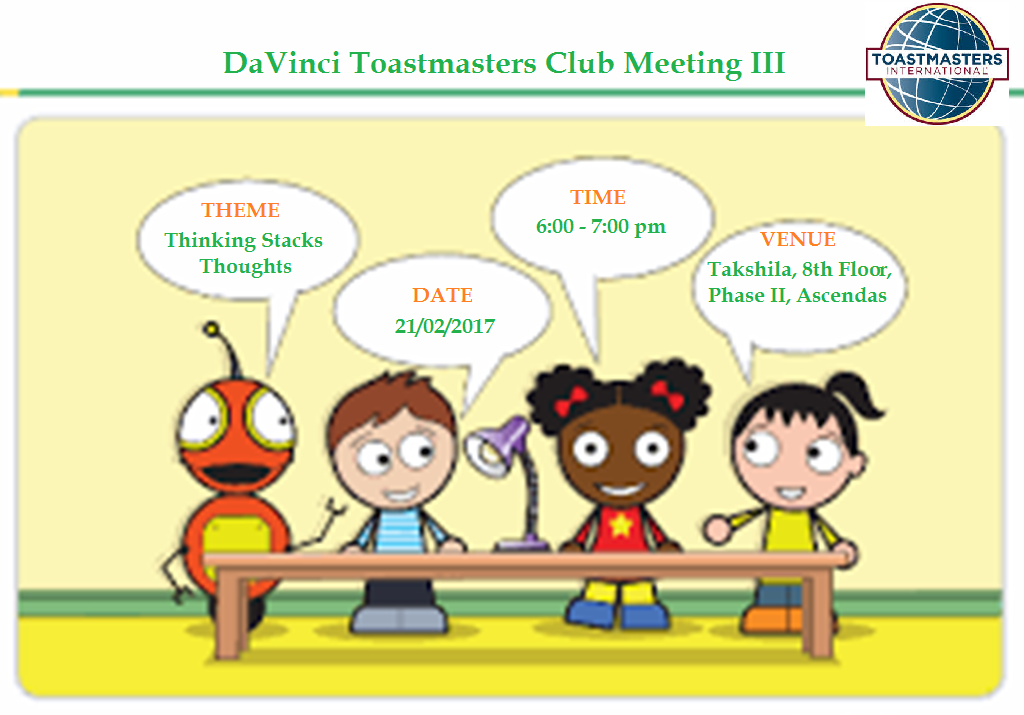 DaVinci Toastmasters Club Meeting III
TOASTMASTERS
INTERNATIONAL
THEME
Thinking Stacks
Thoughts
DATE
21/02/2017
TIME
6:00 - 7:00 pm
VENUE
Takshila, 8th Floor,
Phase II, Ascendas